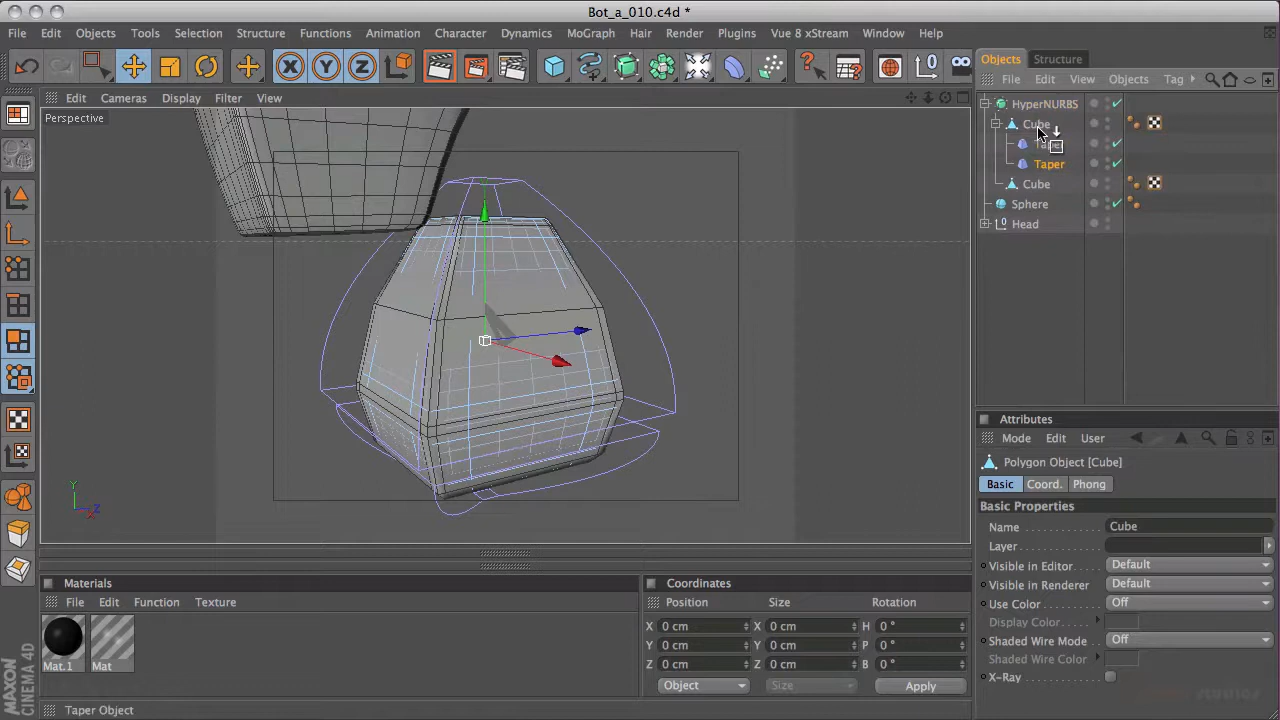 Bot_a_010.c4d *
File Edit Objects Tools Selection Structure Functions Animation Character Dynamics MoGraph Hair Render Plugins Vue 8 xStream Window Help
Objects Structure
File Edit View Objects Tag
Edit Cameras Display Filter View
Perspective
HyperNURBS
Cube
Taper
Cube
Sphere
Head
Y
Z
Attributes
Mode Edit User
Polygon Object [Cube]
Basic Coord. Phong
Basic Properties
Name Cube
Layer
Visible in Editor Default
Visible in Renderer Default
Use Color Off
Display Color
Shaded Wire Mode Off
Shaded Wire Color
X-Ray
Materials
File Edit Function Texture
Mat.1 Mat
Coordinates
Position Size Rotation
X 0 cm X 0 cm H 0 °
Y 0 cm Y 0 cm P 0 °
Z 0 cm Z 0 cm B 0 °
Object Size Apply
MAXON
CINEMA 4D
Taper Object